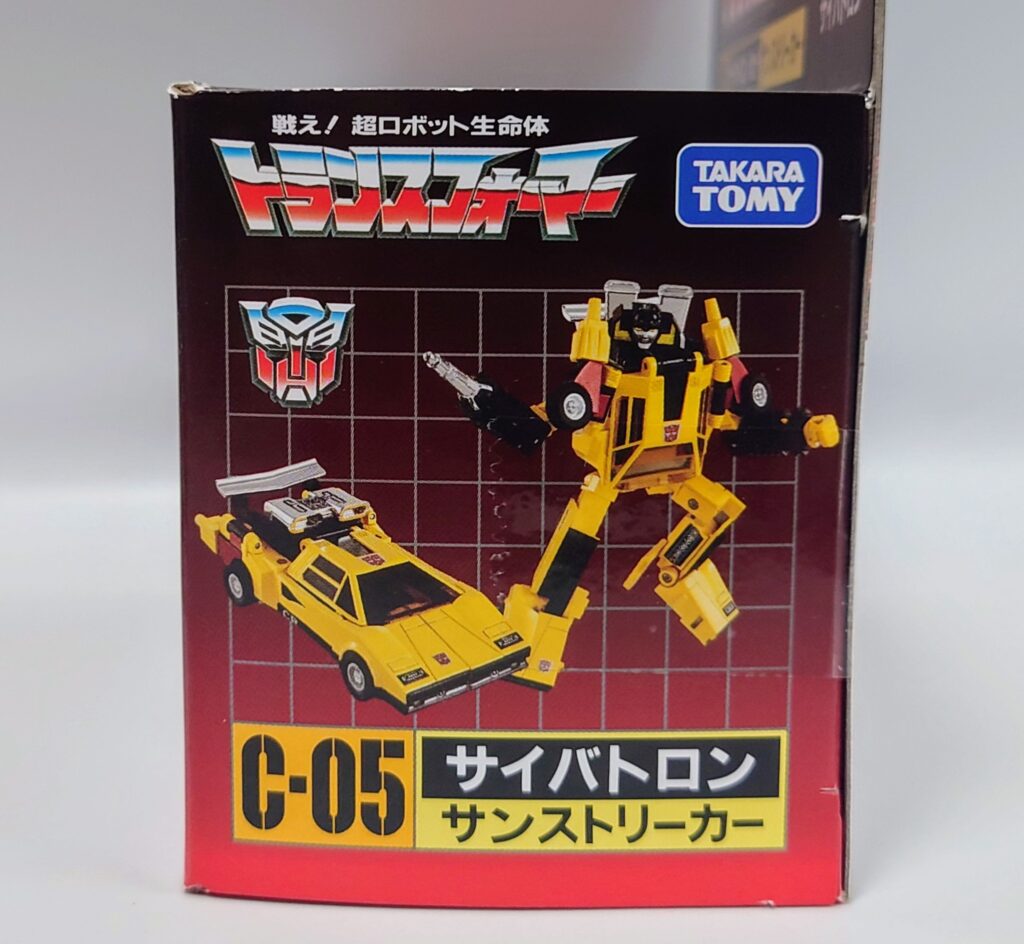 戦え! 超ロボット生命体
トランスフォーマー
TAKARA
TOMY
C-05
サイバトロン
サンストリーカー